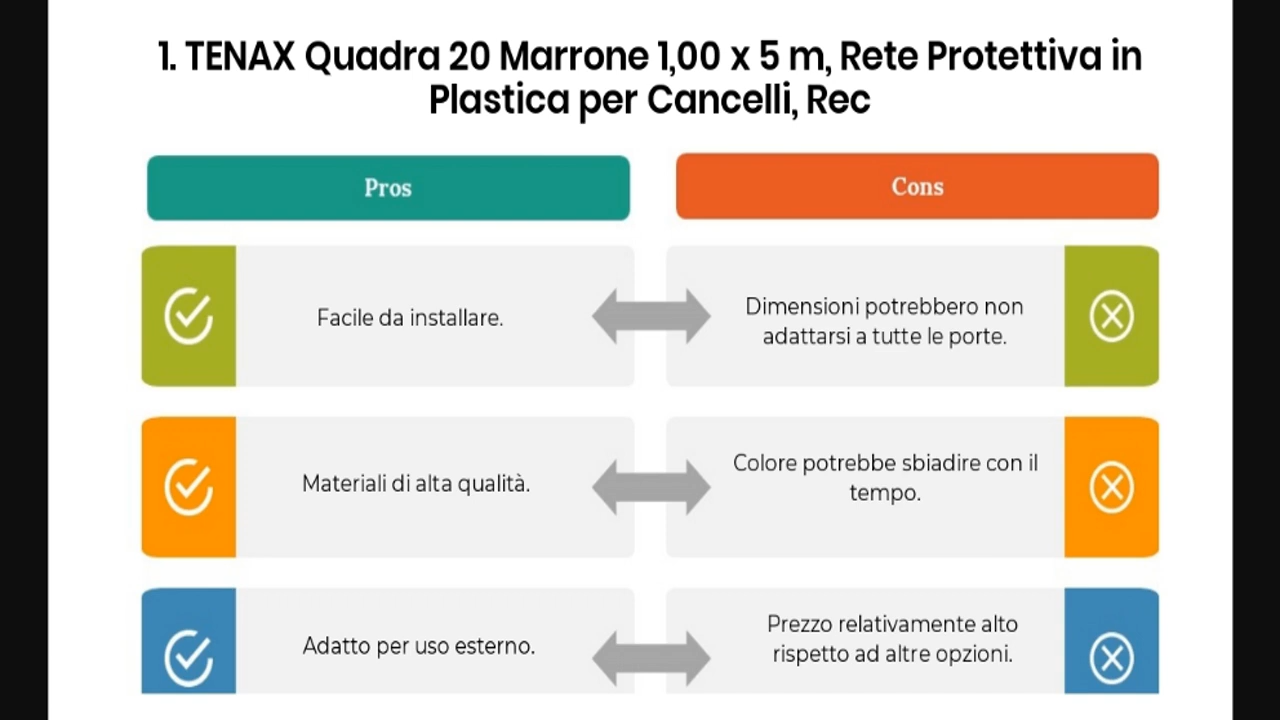 1. TENAX Quadra 20 Marrone 1,00 x 5 m, Rete Protettiva in
Plastica per Cancelli, Rec
Pros
Cons
Facile da installare.
Dimensioni potrebbero non
adattarsi a tutte le porte.
Materiali di alta qualità.
Colore potrebbe sbiadire con il
tempo.
Adatto per uso esterno.
Prezzo relativamente alto
rispetto ad altre opzioni.